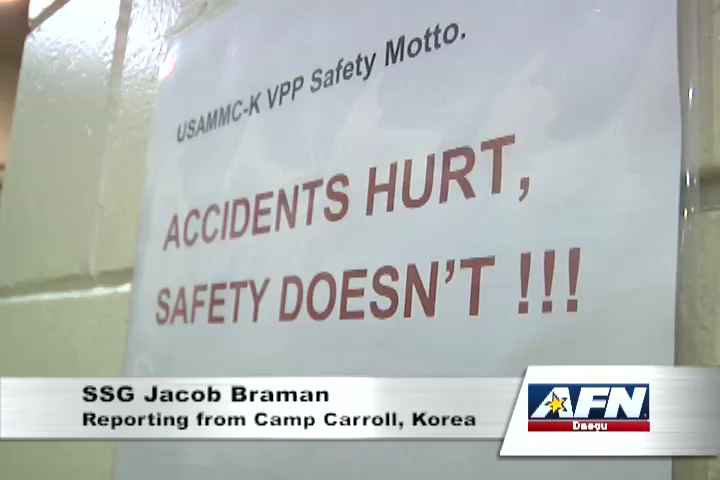 USAMMC-K VPP Safety Motto.
ACCIDENTS HURT,
SAFETY DOESN'T !!!
SSG Jacob Braman
Reporting from Camp Carroll, Korea
AFN
Daegu